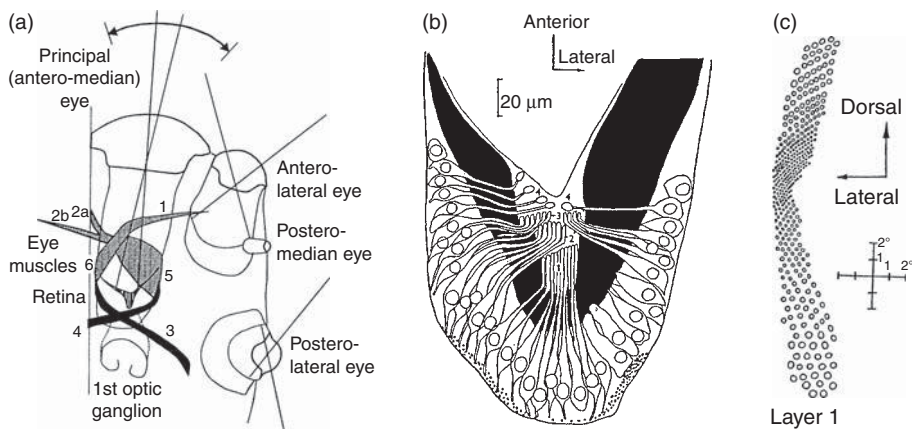 (a)
Principal
(antero-median)
eye
Antero-
lateral eye
Postero-
median eye
2b
2a
1
Eye
muscles
6
5
Retina
4
3
Postero-
lateral eye
1st optic
ganglion
(b)
Anterior
Lateral
20 μm
4
3
2
1
(c)
Dorsal
Lateral
2°
1
1 2°
Layer 1